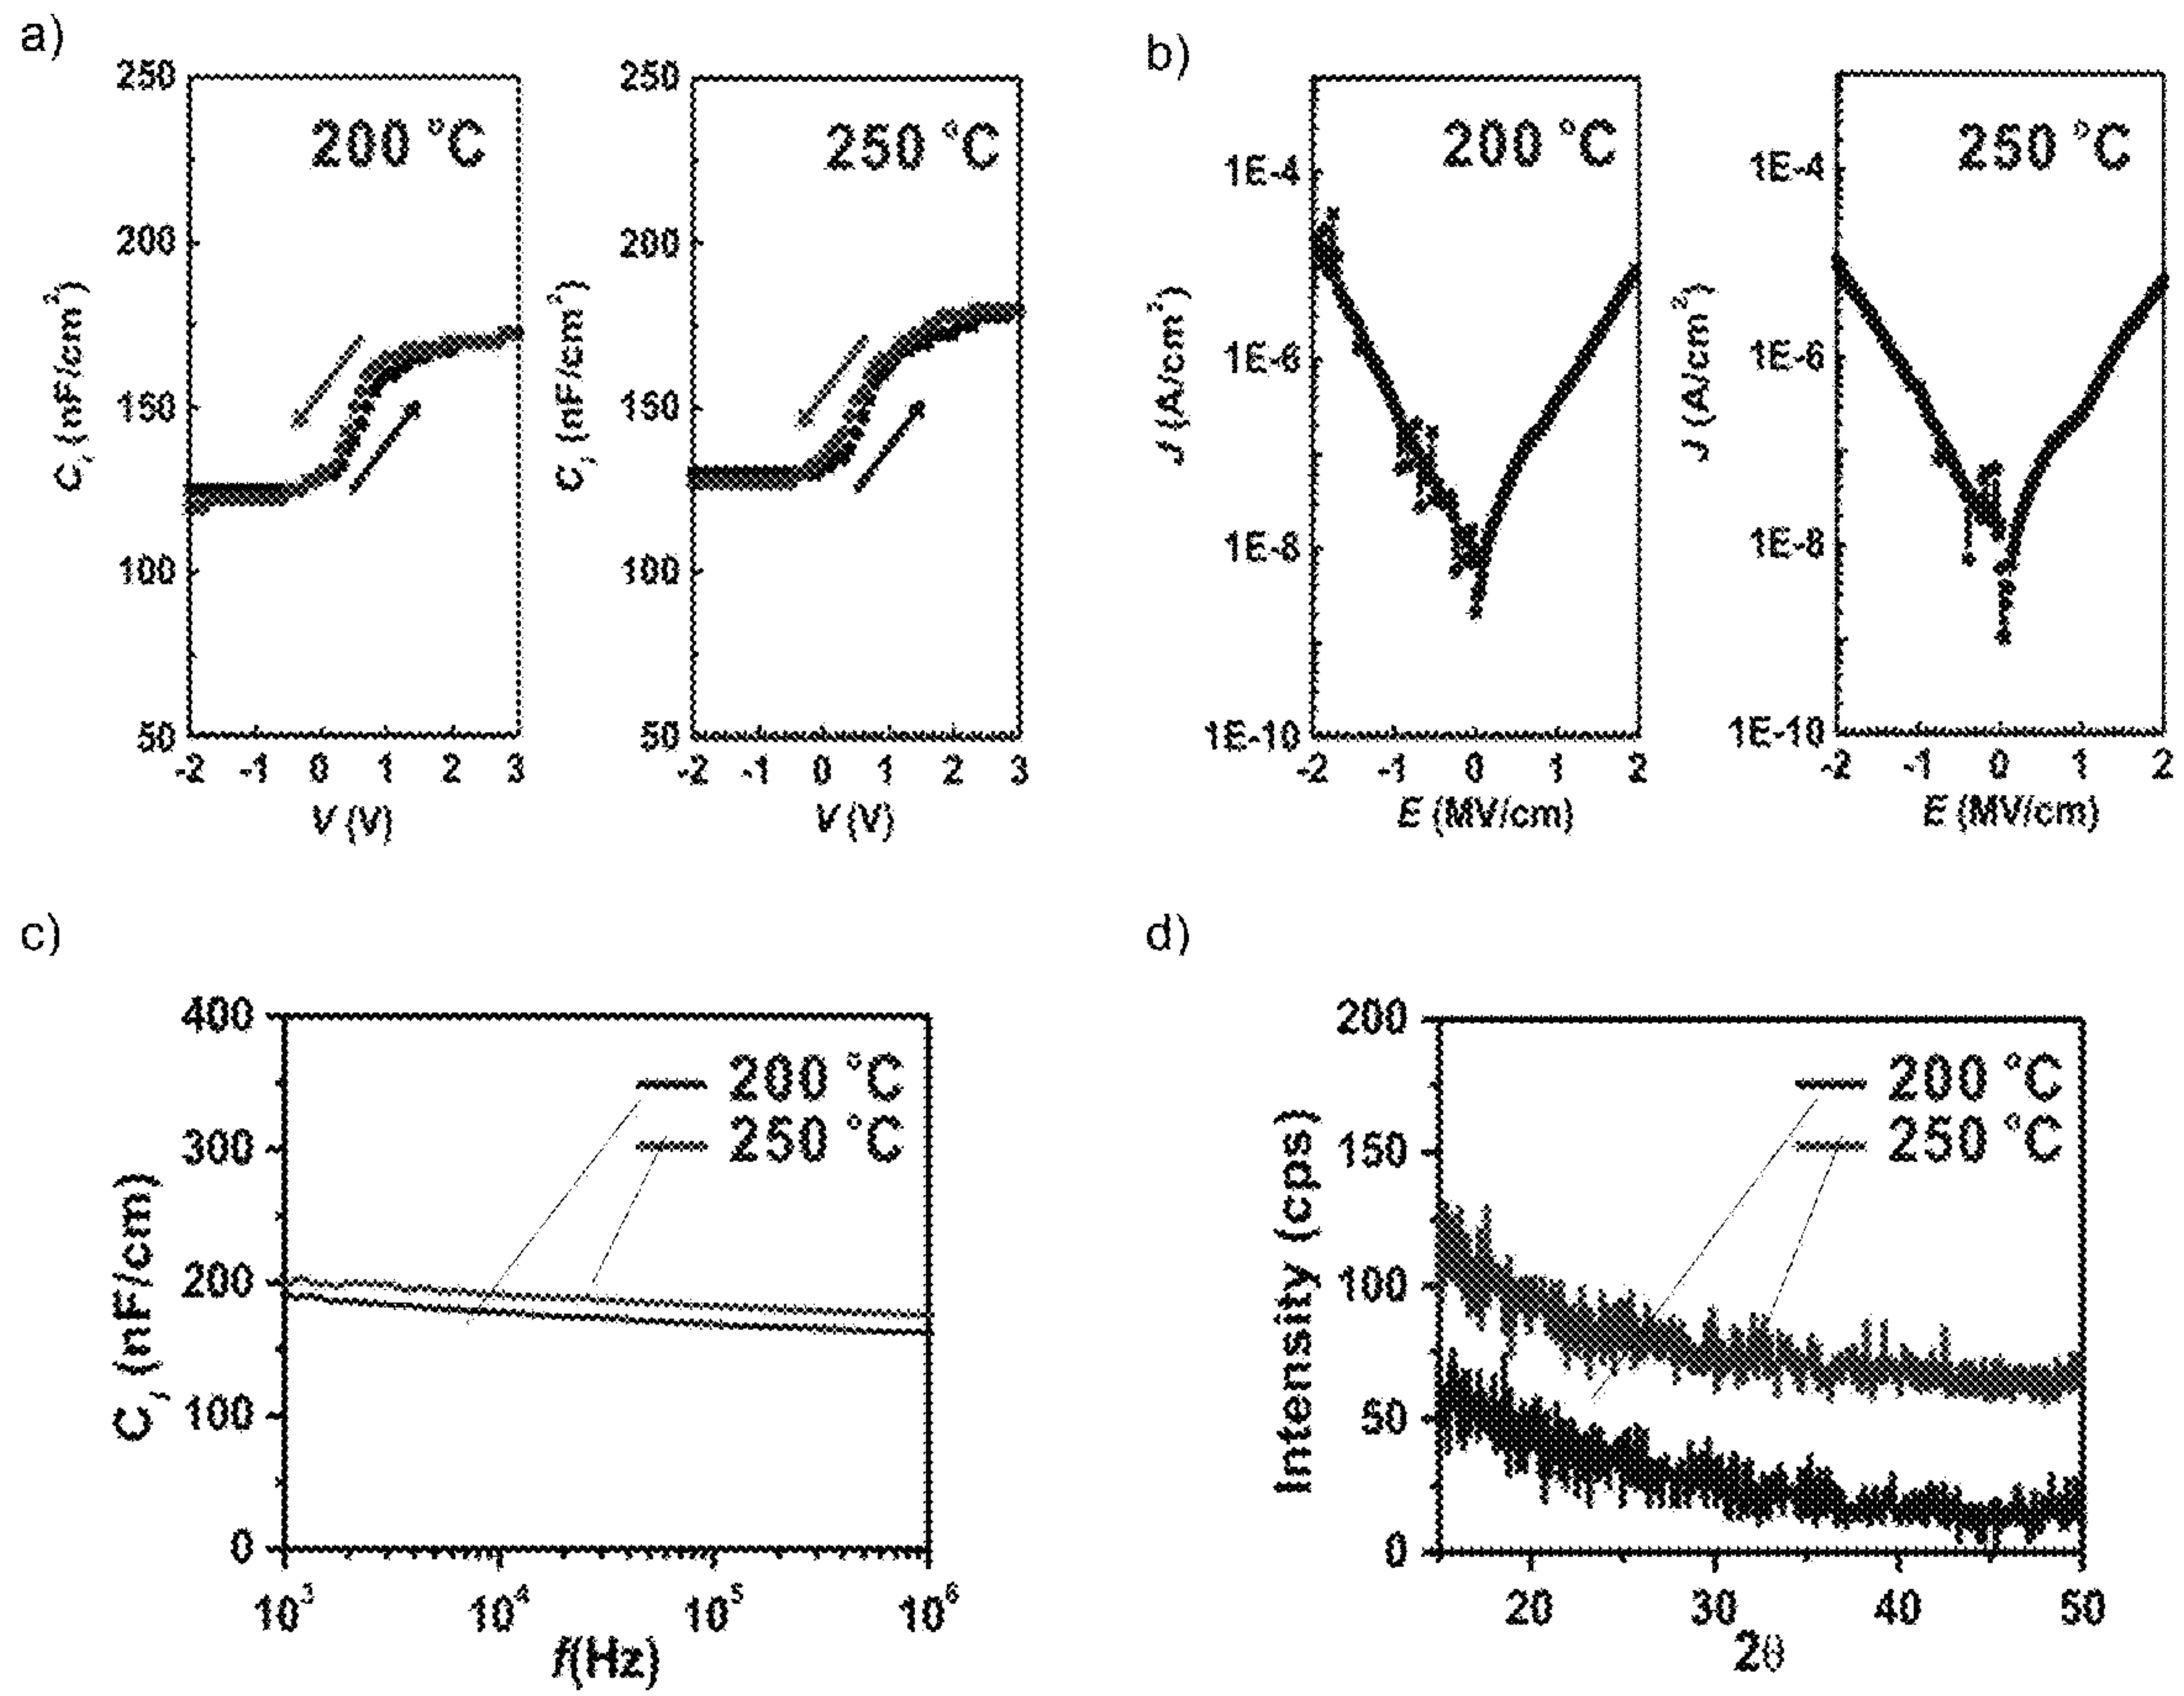 a)
250
200
150
100
50
-2 -1 0 1 2 3
200 °C
C_i (nF/cm²)
V (V)
250
200
150
100
50
-2 -1 0 1 2 3
250 °C
C_i (nF/cm²)
V (V)
b)
1E-4
1E-6
1E-8
1E-10
-2 -1 0 1 2
200 °C
J (A/cm²)
E (MV/cm)
1E-4
1E-6
1E-8
1E-10
-2 -1 0 1 2
250 °C
J (A/cm²)
E (MV/cm)
c)
400
300
200
100
0
10³ 10⁴ 10⁵ 10⁶
200 °C
250 °C
C_i (nF/cm)
f(Hz)
d)
200
150
100
50
0
20 30 40 50
200 °C
250 °C
Intensity (cps)
2θ